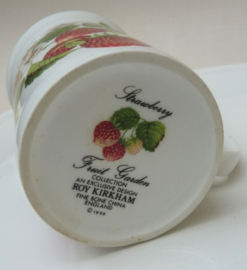 Strawberry
Fruit Garden
COLLECTION
AN EXCLUSIVE DESIGN
ROY KIRKHAM
FINE BONE CHINA
ENGLAND